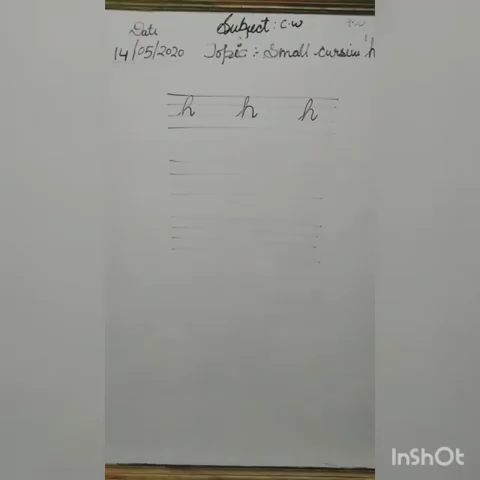 Date Subject : C.W
14/05/2020 Topic :- Small cursive h
h h h
InShOt